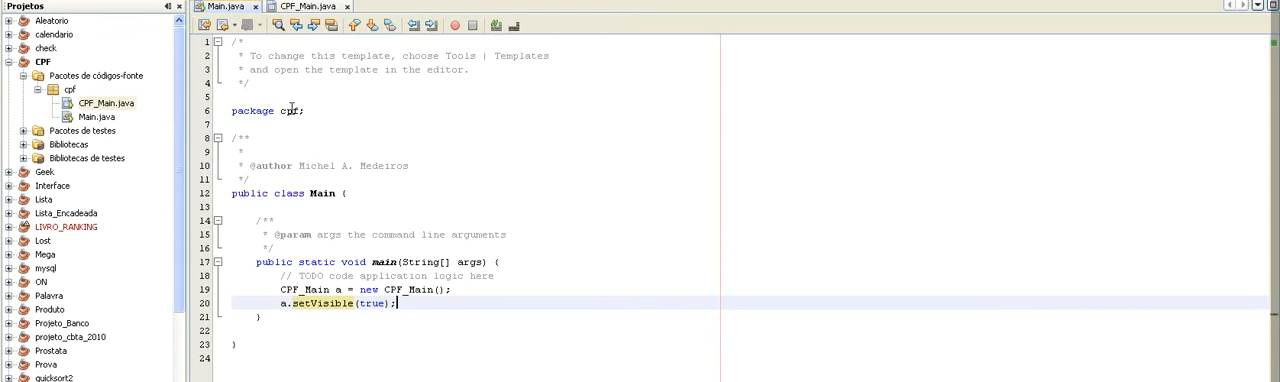 Projetos
Aleatorio
calendario
check
CPF
Pacotes de códigos-fonte
cpf
CPF_Main.java
Main.java
Pacotes de testes
Bibliotecas
Bibliotecas de testes
Geek
Interface
Lista
Lista_Encadeada
LIVRO_RANKING
Lost
Mega
mysql
ON
Palavra
Produto
Projeto_Banco
projeto_cbta_2010
Prostata
Prova
quicksort2
Main.java x CPF_Main.java x
1 /*
2 * To change this template, choose Tools | Templates
3 * and open the template in the editor.
4 */
5
6 package cpf;
7
8 /**
9 *
10 * @author Michel A. Medeiros
11 */
12 public class Main {
13
14 /**
15 * @param args the command line arguments
16 */
17 public static void main(String[] args) {
18 // TODO code application logic here
19 CPF_Main a = new CPF_Main();
20 a.setVisible(true);
21 }
22
23 }
24